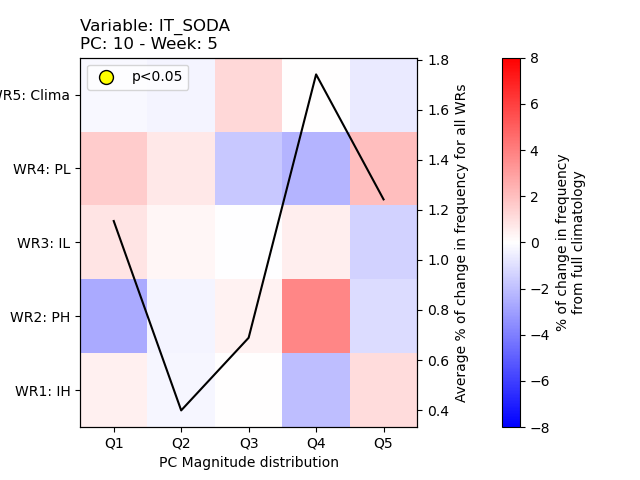 Variable: IT_SODA
PC: 10 - Week: 5
p<0.05
WR5: Clima
WR4: PL
WR3: IL
WR2: PH
WR1: IH
Q1 Q2 Q3 Q4 Q5
PC Magnitude distribution
1.8
1.6
1.4
1.2
1.0
0.8
0.6
0.4
Average % of change in frequency for all WRs
8
6
4
2
0
−2
−4
−6
−8
% of change in frequency
from full climatology